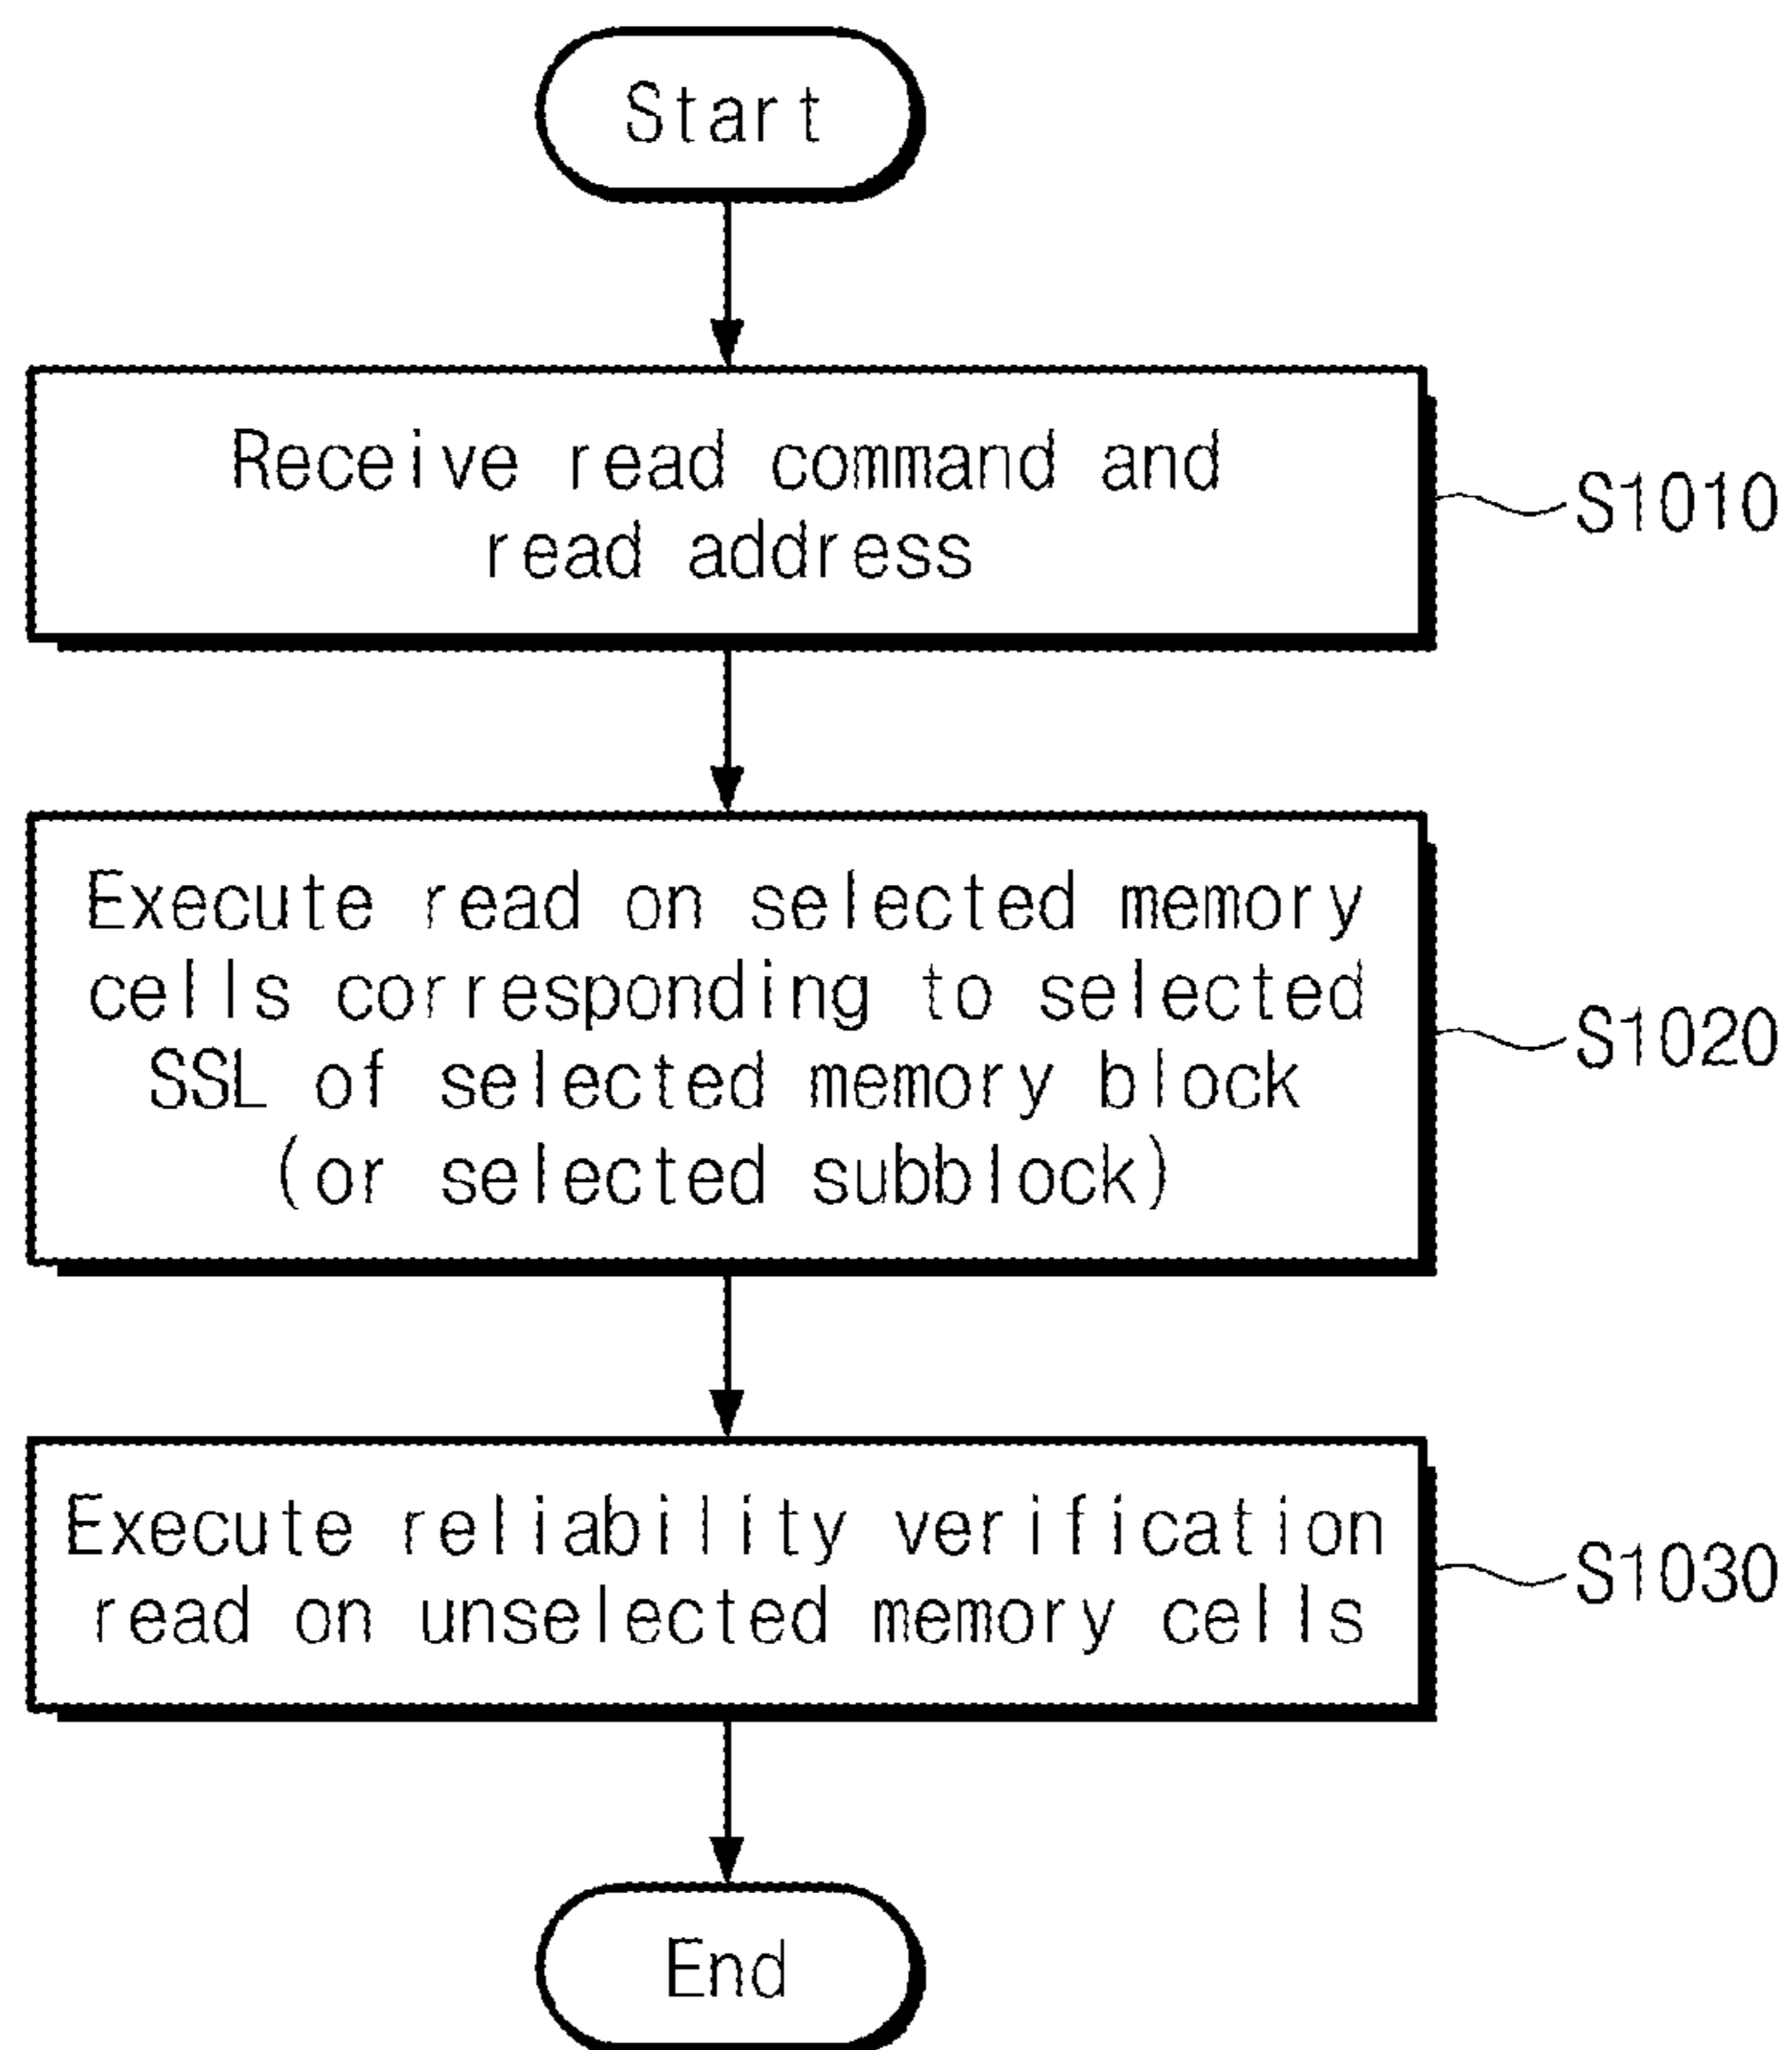 Start
Receive read command and
read address
S1010
Execute read on selected memory
cells corresponding to selected
SSL of selected memory block
(or selected subblock)
S1020
Execute reliability verification
read on unselected memory cells
S1030
End